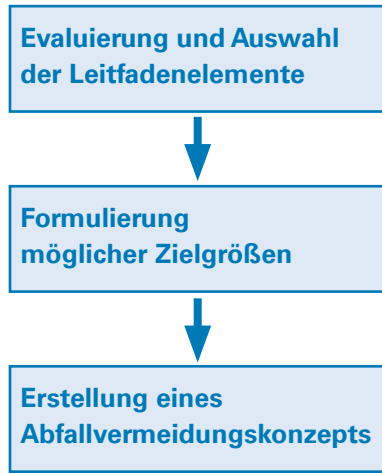 Evaluierung und Auswahl
der Leitfadenelemente
Formulierung
möglicher Zielgrößen
Erstellung eines
Abfallvermeidungskonzepts